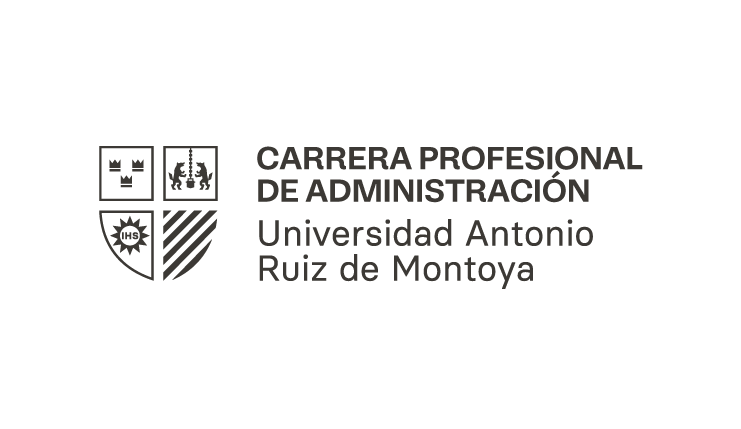 IHS
CARRERA PROFESIONAL
DE ADMINISTRACIÓN
Universidad Antonio
Ruiz de Montoya